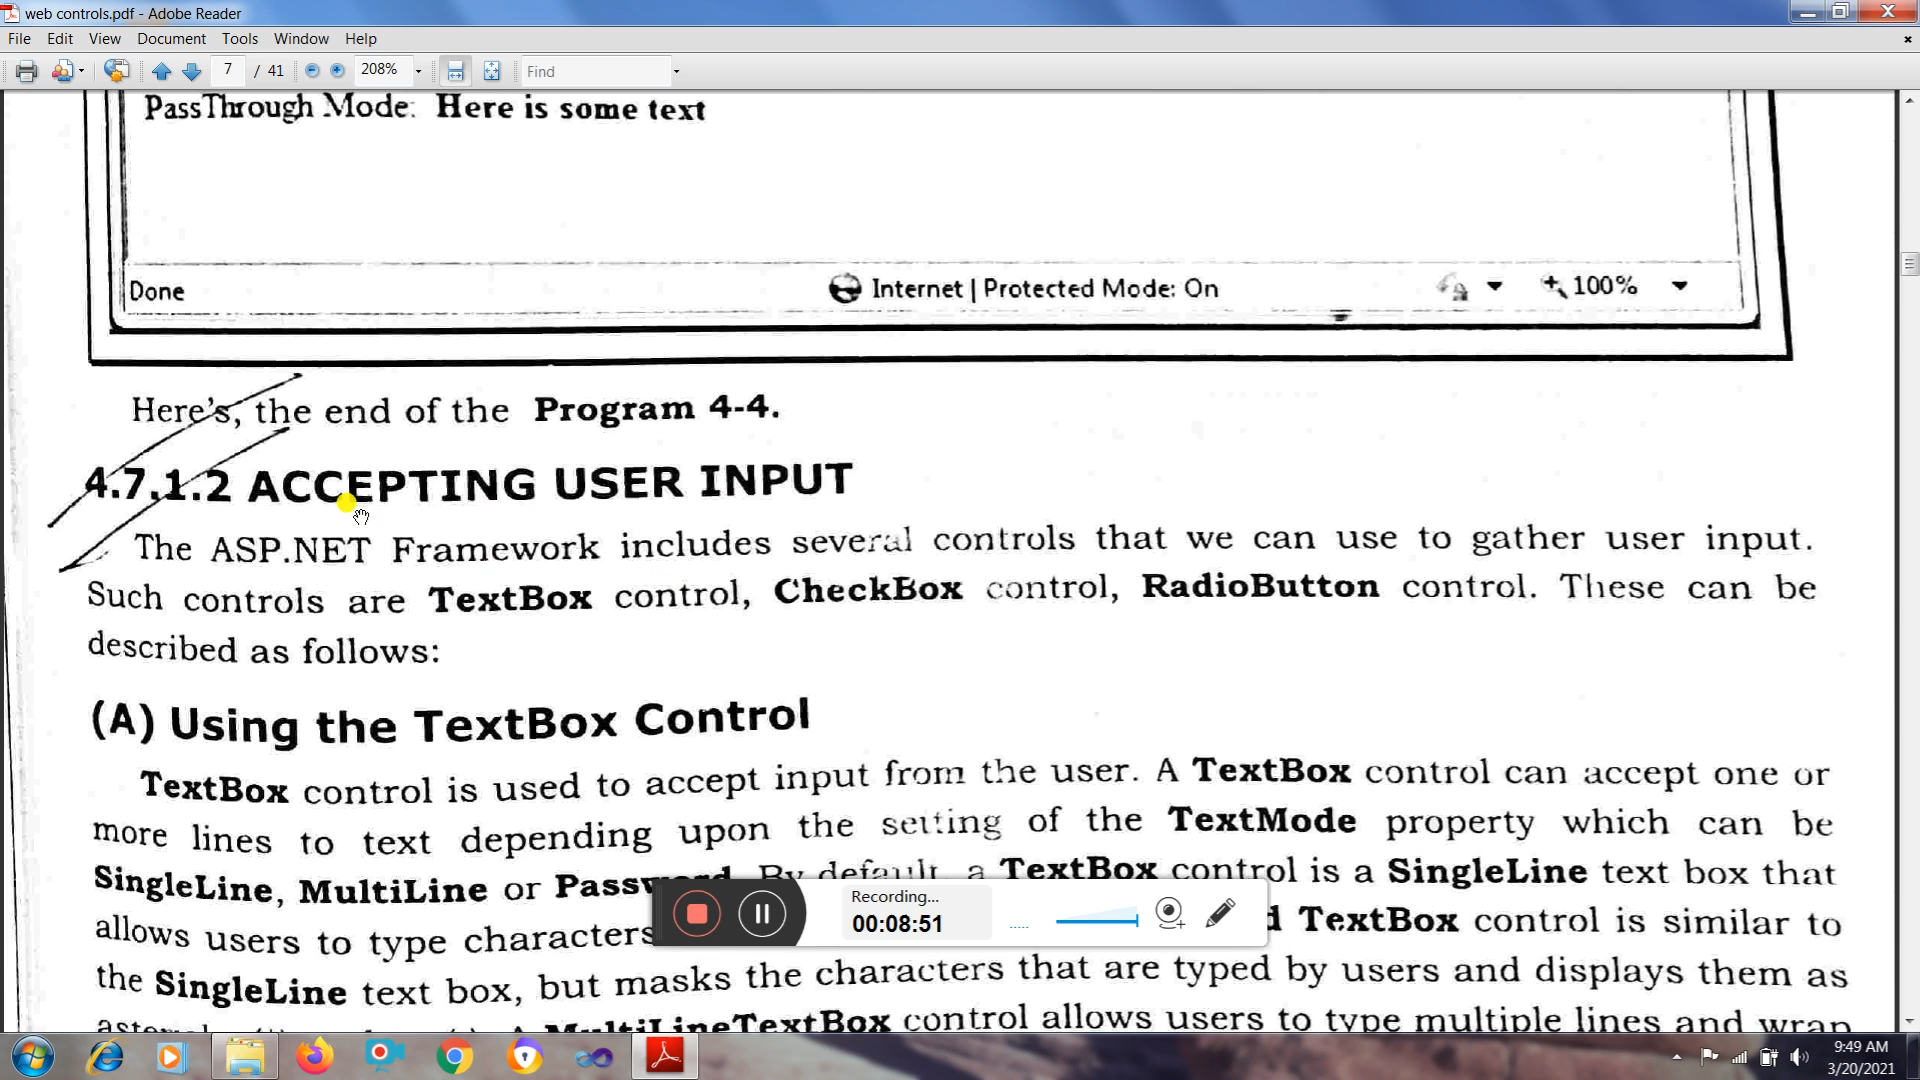 web controls.pdf - Adobe Reader
File Edit View Document Tools Window Help
7 / 41 208% Find
PassThrough Mode: Here is some text
Done Internet | Protected Mode: On 100%
Here's, the end of the Program 4-4.
4.7.1.2 ACCEPTING USER INPUT
The ASP.NET Framework includes several controls that we can use to gather user input.
Such controls are TextBox control, CheckBox control, RadioButton control. These can be
described as follows:
(A) Using the TextBox Control
TextBox control is used to accept input from the user. A TextBox control can accept one or
more lines to text depending upon the setting of the TextMode property which can be
SingleLine, MultiLine or Password. By default, a TextBox control is a SingleLine text box that
allows users to type characters TextBox control is similar to
the SingleLine text box, but masks the characters that are typed by users and displays them as
MultiLineTextBox control allows users to type multiple lines and wrap
Recording...
00:08:51
9:49 AM
3/20/2021